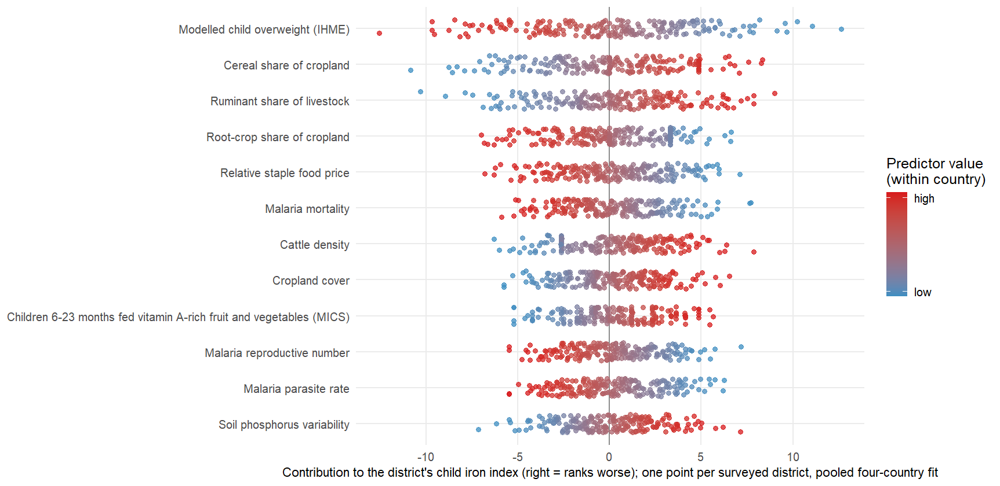 Modelled child overweight (IHME)
Cereal share of cropland
Ruminant share of livestock
Root-crop share of cropland
Relative staple food price
Malaria mortality
Cattle density
Cropland cover
Children 6-23 months fed vitamin A-rich fruit and vegetables (MICS)
Malaria reproductive number
Malaria parasite rate
Soil phosphorus variability
-10 -5 0 5 10
Contribution to the district's child iron index (right = ranks worse); one point per surveyed district, pooled four-country fit
Predictor value
(within country)
high
low